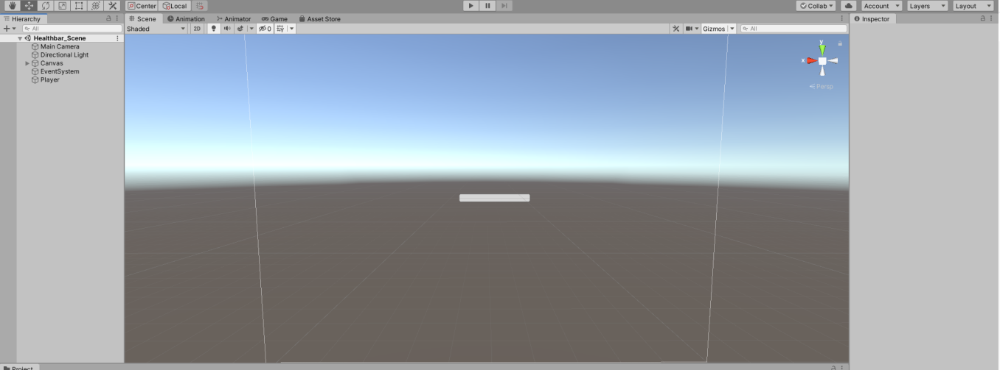 Center Local Collab Account Layers Layout
Hierarchy Scene Animation Animator Game Asset Store Inspector
All Shaded 2D 0 Gizmos All
Healthbar_Scene
Main Camera
Directional Light
Canvas
EventSystem
Player
y
x
Persp
Project